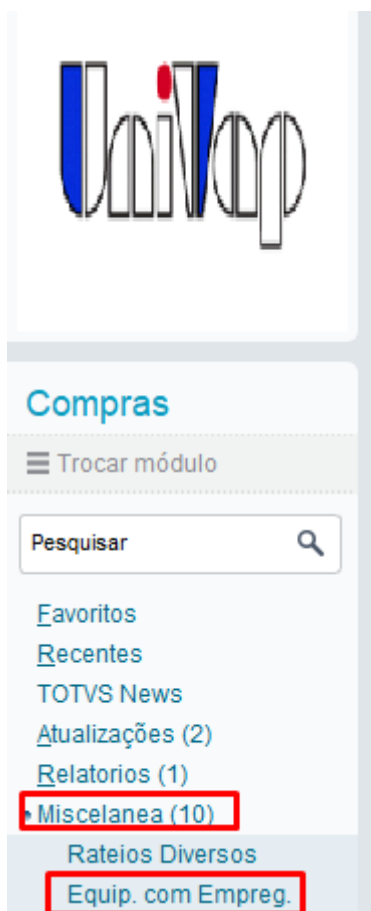 UniVap
Compras
Trocar módulo
Pesquisar
Favoritos
Recentes
TOTVS News
Atualizações (2)
Relatorios (1)
Miscelanea (10)
Rateios Diversos
Equip. com Empreg.